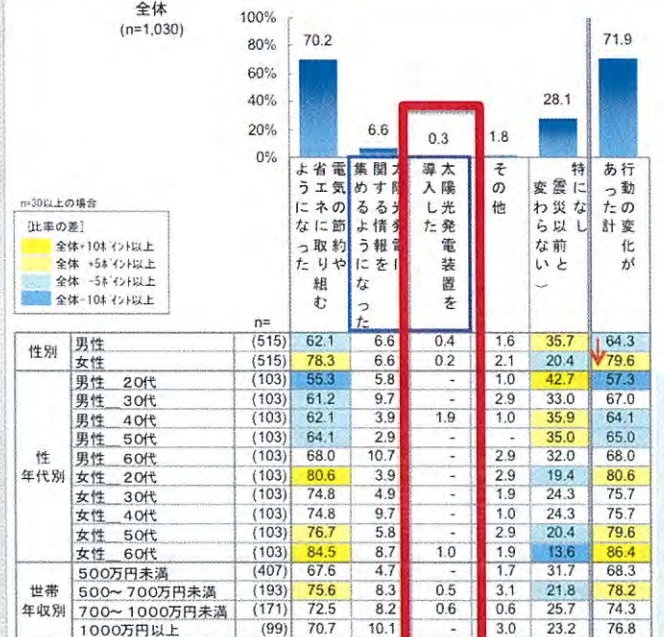 全体
(n=1,030)
100%
80%
60%
40%
20%
0%
70.2
6.6
0.3
1.8
28.1
71.9
電気の節約や省エネに取り組むようになった
太陽光発電に関する情報を集めるようになった
太陽光発電装置を導入した
その他
特になし(震災以前と変わらない)
行動の変化があった計
n=30以上の場合
[比率の差]
全体+10ポイント以上
全体 +5ポイント以上
全体 -5ポイント以上
全体-10ポイント以上
n=
性別
男性 (515) 62.1 6.6 0.4 1.6 35.7 64.3
女性 (515) 78.3 6.6 0.2 2.1 20.4 79.6
性年代別
男性_20代 (103) 55.3 5.8 - 1.0 42.7 57.3
男性_30代 (103) 61.2 9.7 - 2.9 33.0 67.0
男性_40代 (103) 62.1 3.9 1.9 1.0 35.9 64.1
男性_50代 (103) 64.1 2.9 - - 35.0 65.0
男性_60代 (103) 68.0 10.7 - 2.9 32.0 68.0
女性_20代 (103) 80.6 3.9 - 2.9 19.4 80.6
女性_30代 (103) 74.8 4.9 - 1.9 24.3 75.7
女性_40代 (103) 74.8 9.7 - 1.0 24.3 75.7
女性_50代 (103) 76.7 5.8 - 2.9 20.4 79.6
女性_60代 (103) 84.5 8.7 1.0 1.9 13.6 86.4
世帯年収別
500万円未満 (407) 67.6 4.7 - 1.7 31.7 68.3
500~700万円未満 (193) 75.6 8.3 0.5 3.1 21.8 78.2
700~1000万円未満 (171) 72.5 8.2 0.6 0.6 25.7 74.3
1000万円以上 (99) 70.7 10.1 - 3.0 23.2 76.8